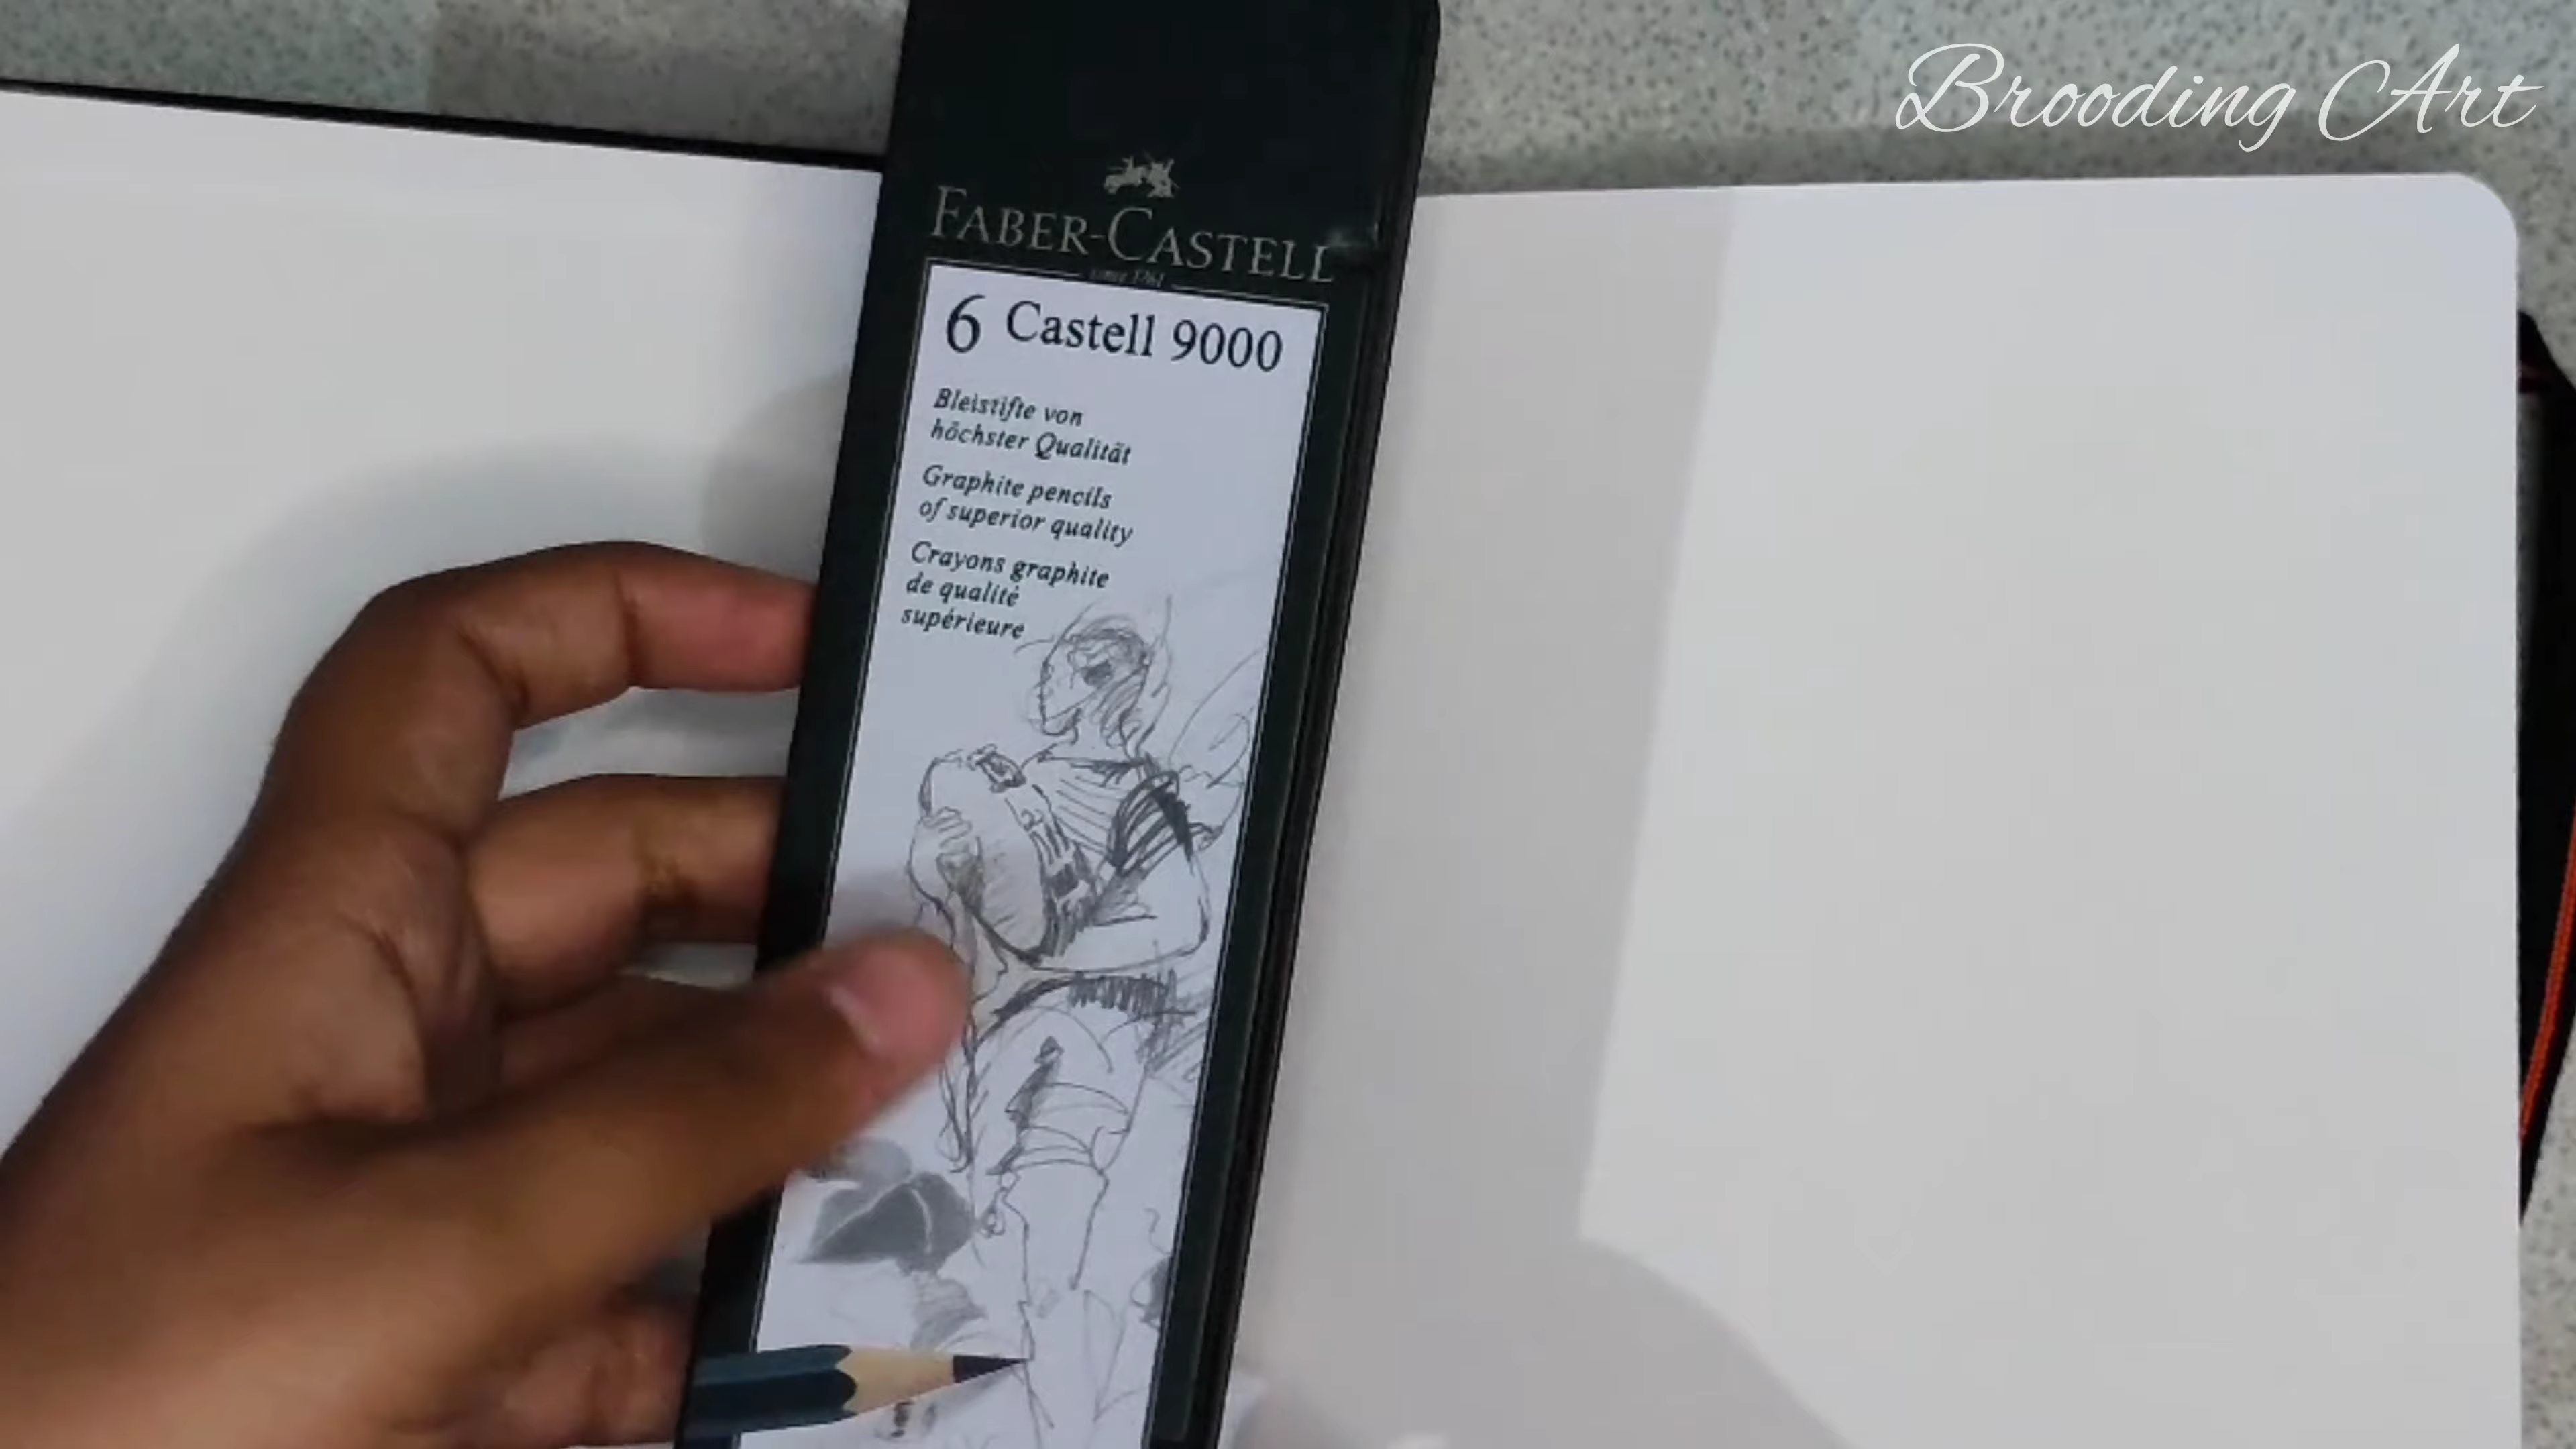 Brooding Art
FABER-CASTELL
since 1761
6 Castell 9000
Bleistifte von
höchster Qualität
Graphite pencils
of superior quality
Crayons graphite
de qualité
supérieure